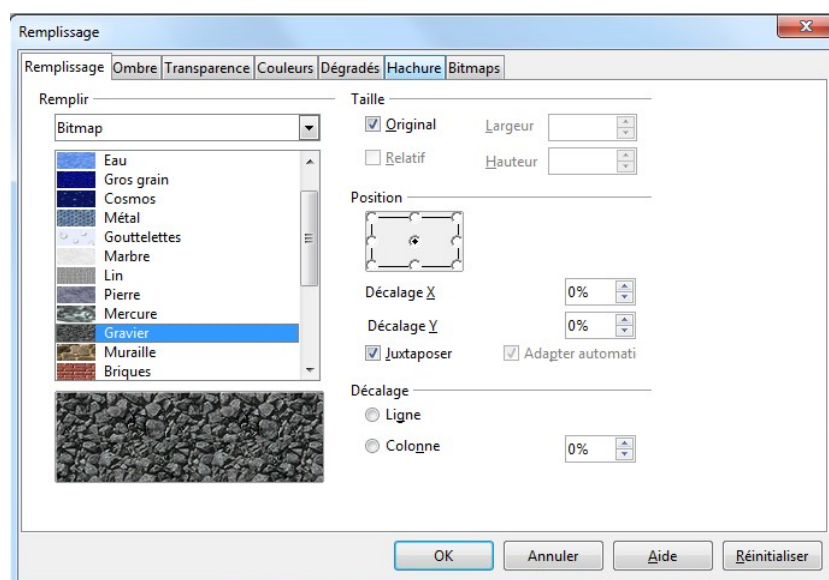 Remplissage
Remplissage Ombre Transparence Couleurs Dégradés Hachure Bitmaps
Remplir
Bitmap
Eau
Gros grain
Cosmos
Métal
Gouttelettes
Marbre
Lin
Pierre
Mercure
Gravier
Muraille
Briques
Taille
Original Largeur
Relatif Hauteur
Position
Décalage X 0%
Décalage Y 0%
Juxtaposer Adapter automati
Décalage
Ligne
Colonne 0%
OK Annuler Aide Réinitialiser